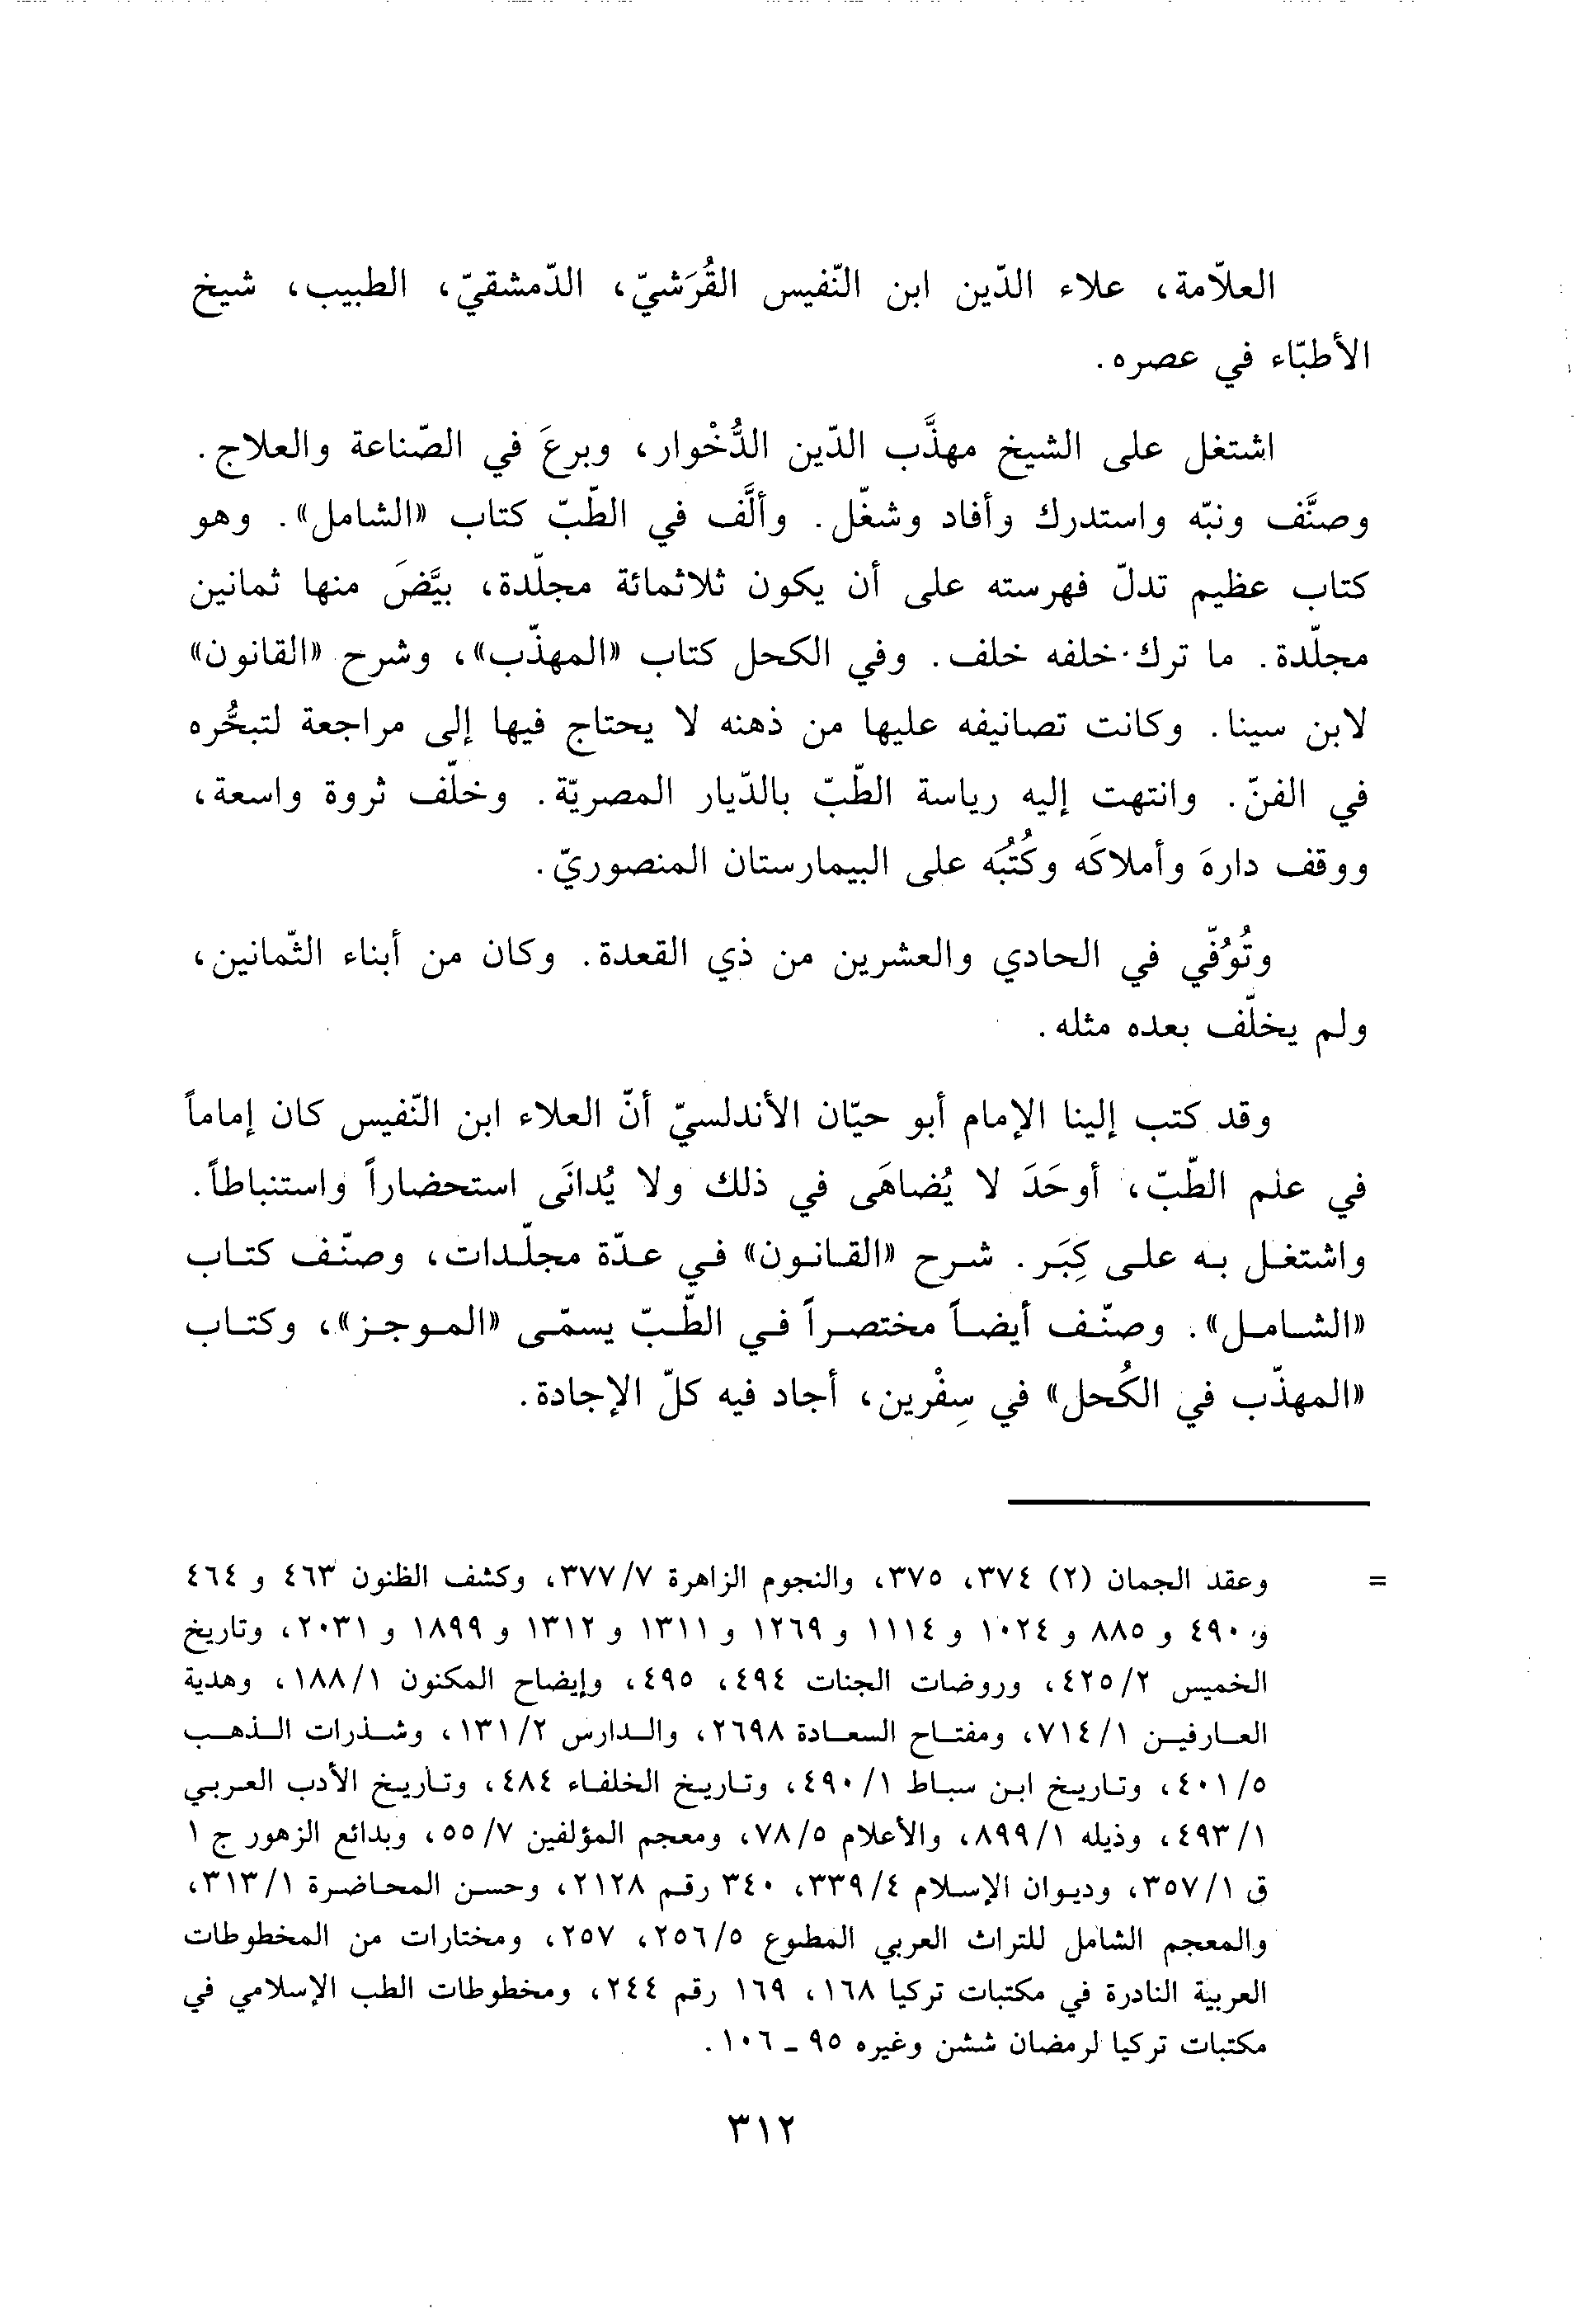 العلاّمة، علاء الدّين ابن النّفيس القُرَشيّ، الدّمشقيّ، الطبيب، شيخ
الأطبّاء في عصره.
اشتغل على الشيخ مهذَّب الدّين الدُّخْوار، وبرعَ في الصّناعة والعلاج.
وصنَّف ونبّه واستدرك وأفاد وشغّل. وألَّف في الطّبّ كتاب «الشامل». وهو
كتاب عظيم تدلّ فهرسته على أن يكون ثلاثمائة مجلّدة، بيَّضَ منها ثمانين
مجلّدة. ما ترك خلفه خلف. وفي الكحل كتاب «المهذّب»، وشرح «القانون»
لابن سينا. وكانت تصانيفه عليها من ذهنه لا يحتاج فيها إلى مراجعة لتبحُّره
في الفنّ. وانتهت إليه رياسة الطّبّ بالدّيار المصريّة. وخلّف ثروة واسعة،
ووقف دارهَ وأملاكَه وكُتُبَه على البيمارستان المنصوريّ.
وتُوُفّي في الحادي والعشرين من ذي القعدة. وكان من أبناء الثّمانين،
ولم يخلّف بعده مثله.
وقد كتب إلينا الإمام أبو حيّان الأندلسيّ أنّ العلاء ابن النّفيس كان إماماً
في علم الطّبّ، أوحَدَ لا يُضاهَى في ذلك ولا يُدانَى استحضاراً واستنباطاً.
واشتغل به على كِبَر. شرح «القانون» في عدّة مجلّدات، وصنّف كتاب
«الشامل». وصنّف أيضاً مختصراً في الطّبّ يسمّى «الموجز»، وكتاب
«المهذّب في الكُحل» في سِفْرين، أجاد فيه كلّ الإجادة.
= وعقد الجمان (٢) ٣٧٤، ٣٧٥، والنجوم الزاهرة ٣٧٧/٧، وكشف الظنون ٤٦٣ و ٤٦٤
و ٤٩٠ و ٨٨٥ و ١٠٢٤ و ١١١٤ و ١٢٦٩ و ١٣١١ و ١٣١٢ و ١٨٩٩ و ٢٠٣١، وتاريخ
الخميس ٤٢٥/٢، وروضات الجنات ٤٩٤، ٤٩٥، وإيضاح المكنون ١٨٨/١، وهدية
العارفين ٧١٤/١، ومفتاح السعادة ٢٦٩٨، والدارس ١٣١/٢، وشذرات الذهب
٤٠١/٥، وتاريخ ابن سباط ٤٩٠/١، وتاريخ الخلفاء ٤٨٤، وتاريخ الأدب العربي
٤٩٣/١، وذيله ٨٩٩/١، والأعلام ٧٨/٥، ومعجم المؤلفين ٥٥/٧، وبدائع الزهور ج ١
ق ٣٥٧/١، وديوان الإسلام ٣٣٩/٤، ٣٤٠ رقم ٢١٢٨، وحسن المحاضرة ٣١٣/١،
والمعجم الشامل للتراث العربي المطبوع ٢٥٦/٥، ٢٥٧، ومختارات من المخطوطات
العربية النادرة في مكتبات تركيا ١٦٨، ١٦٩ رقم ٢٤٤، ومخطوطات الطب الإسلامي في
مكتبات تركيا لرمضان ششن وغيره ٩٥ ـ ١٠٦.
٣١٢